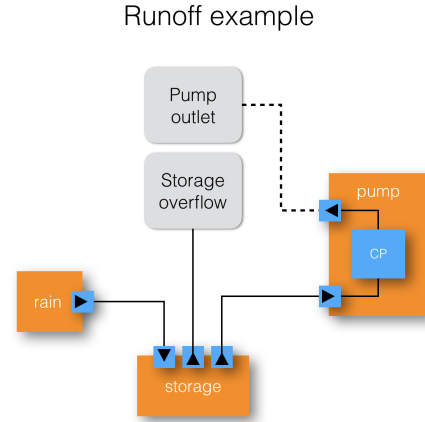 Runoff example
Pump
outlet
Storage
overflow
pump
CP
rain
storage